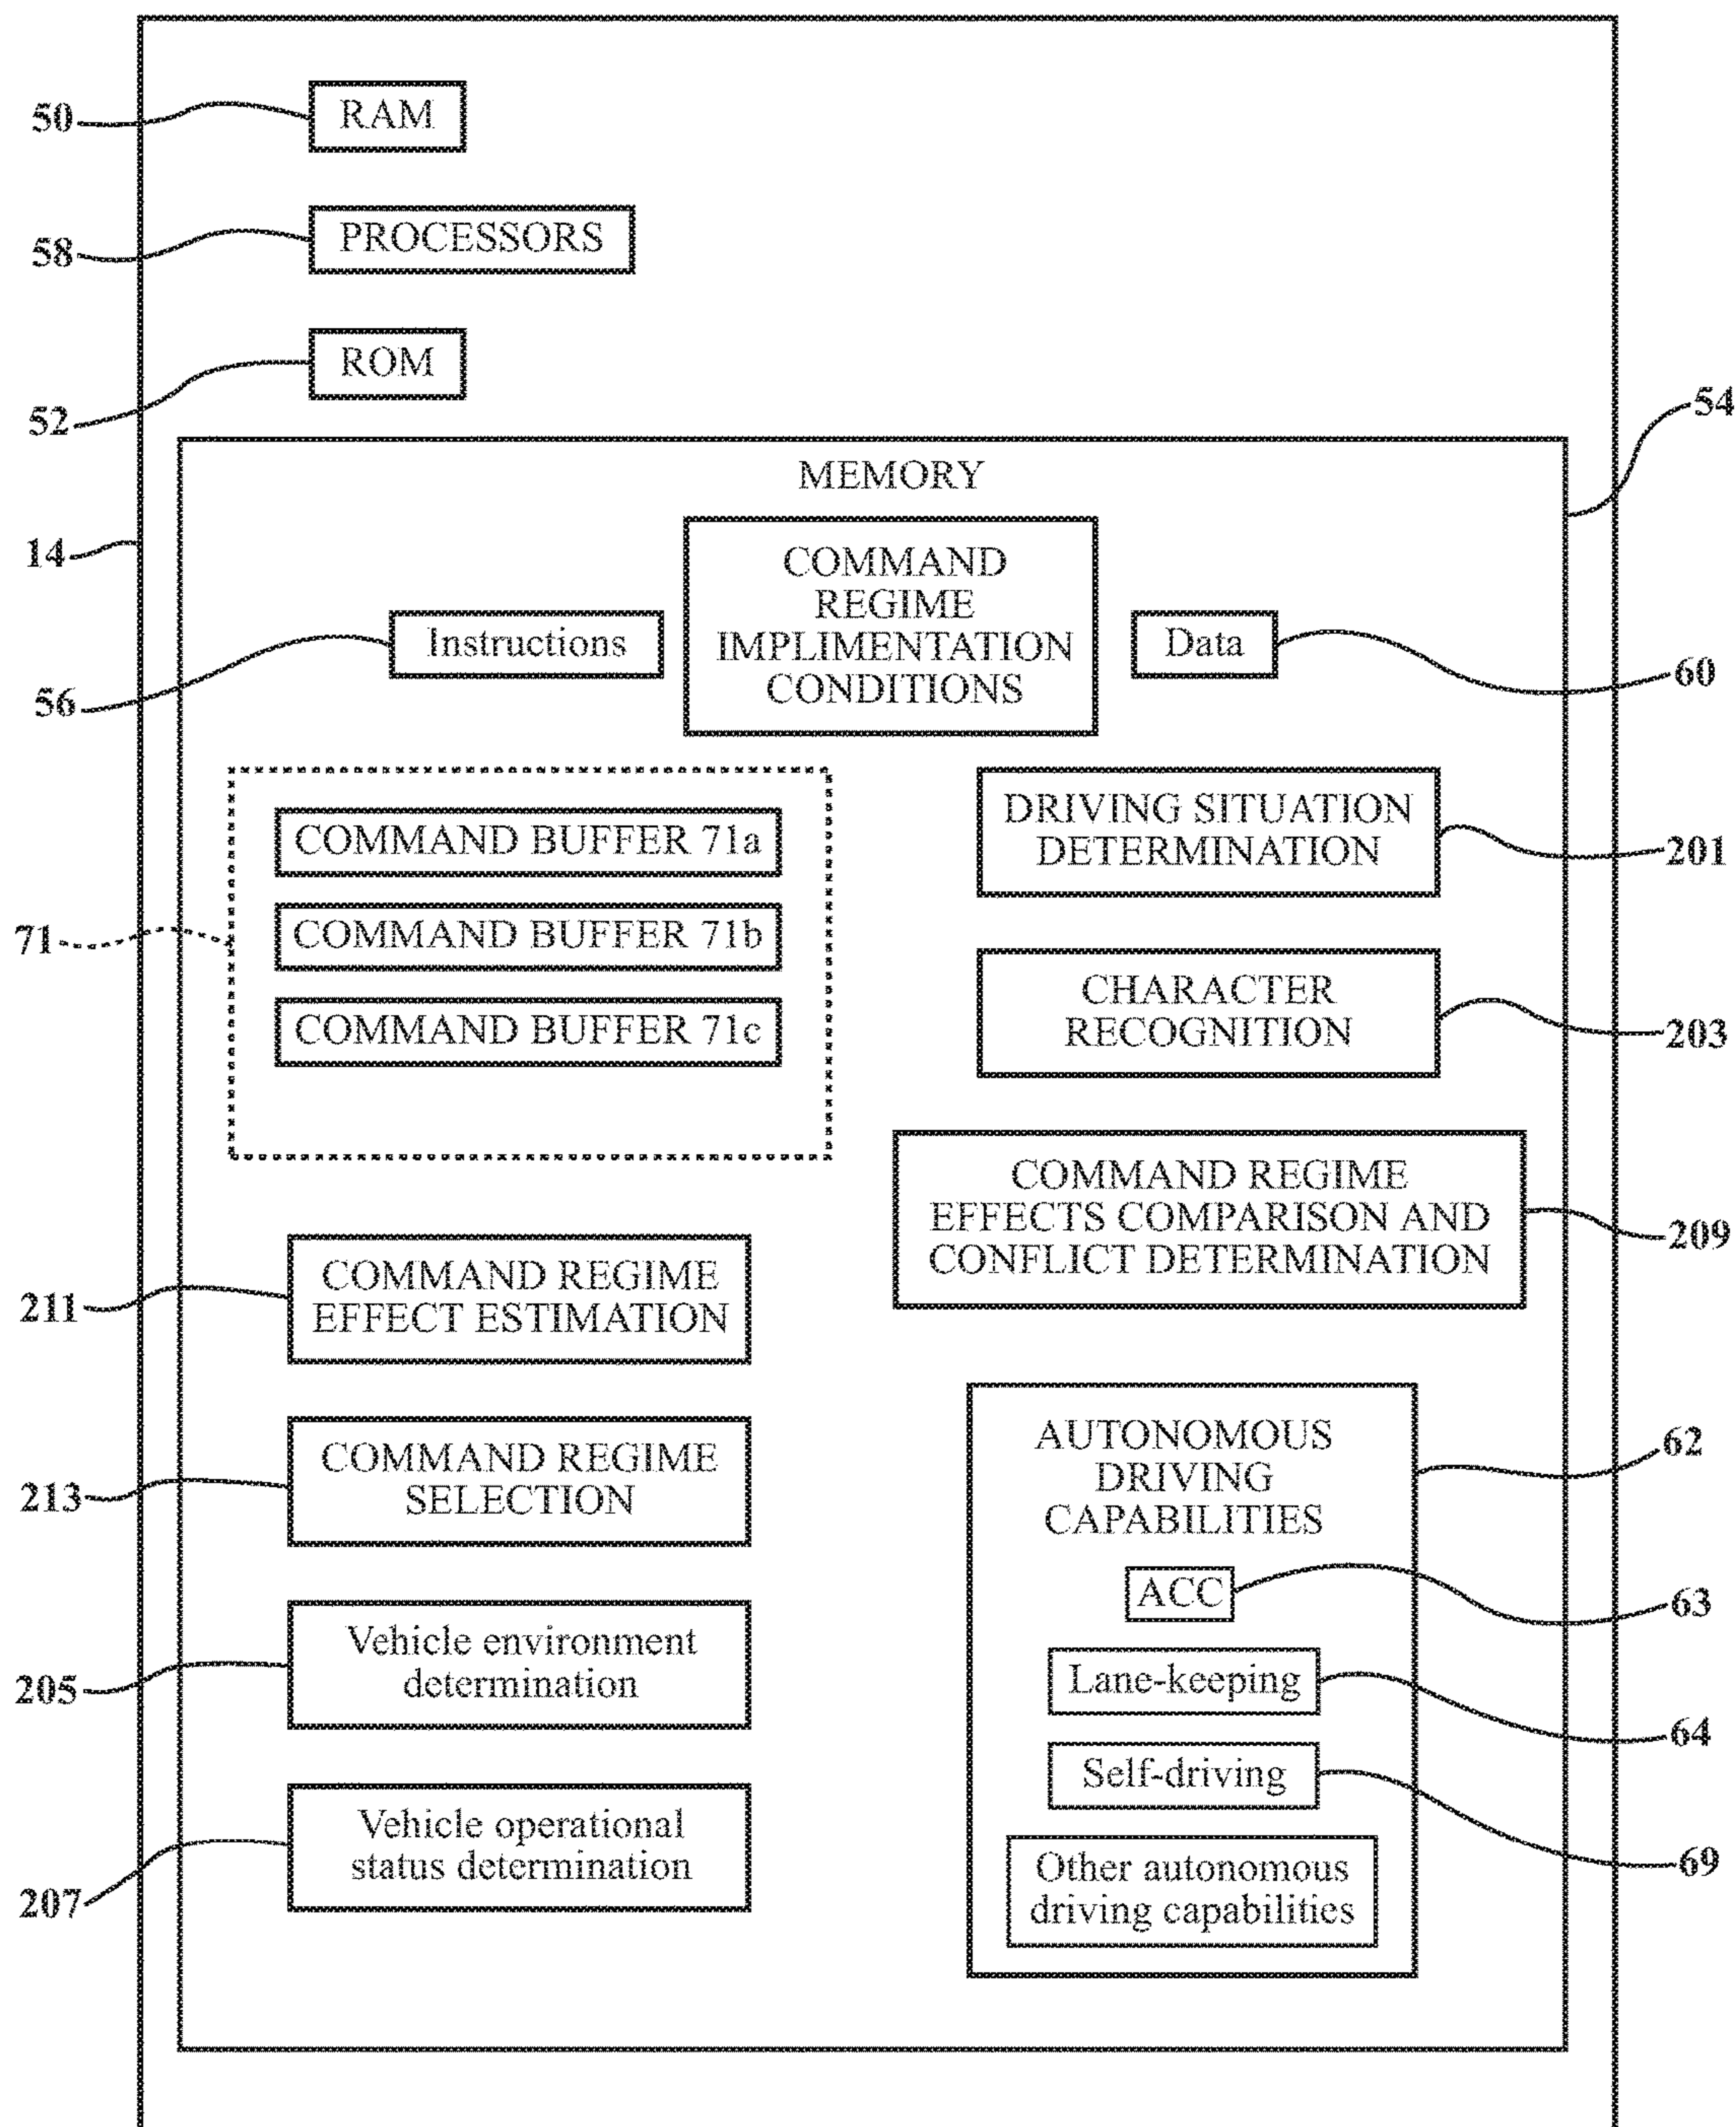 50
RAM
58
PROCESSORS
52
ROM
54
14
MEMORY
COMMAND
REGIME
IMPLIMENTATION
CONDITIONS
56
Instructions
Data
60
71
COMMAND BUFFER 71a
COMMAND BUFFER 71b
COMMAND BUFFER 71c
DRIVING SITUATION
DETERMINATION
201
CHARACTER
RECOGNITION
203
COMMAND REGIME
EFFECTS COMPARISON AND
CONFLICT DETERMINATION
209
211
COMMAND REGIME
EFFECT ESTIMATION
213
COMMAND REGIME
SELECTION
205
Vehicle environment
determination
207
Vehicle operational
status determination
AUTONOMOUS
DRIVING
CAPABILITIES
62
ACC
63
Lane-keeping
64
Self-driving
69
Other autonomous
driving capabilities